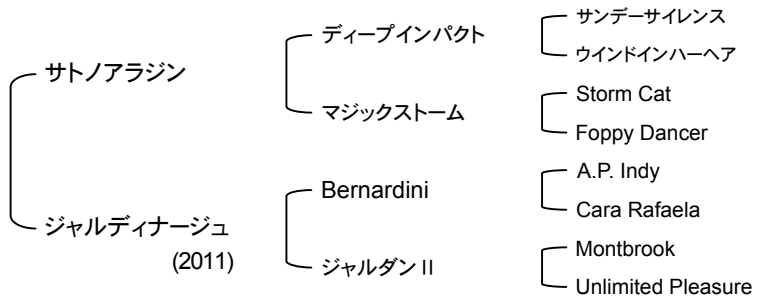 サトノアラジン
ディープインパクト
サンデーサイレンス
ウインドインハーヘア
マジックストーム
Storm Cat
Foppy Dancer
ジャルディナージュ
(2011)
Bernardini
A.P. Indy
Cara Rafaela
ジャルダンⅡ
Montbrook
Unlimited Pleasure